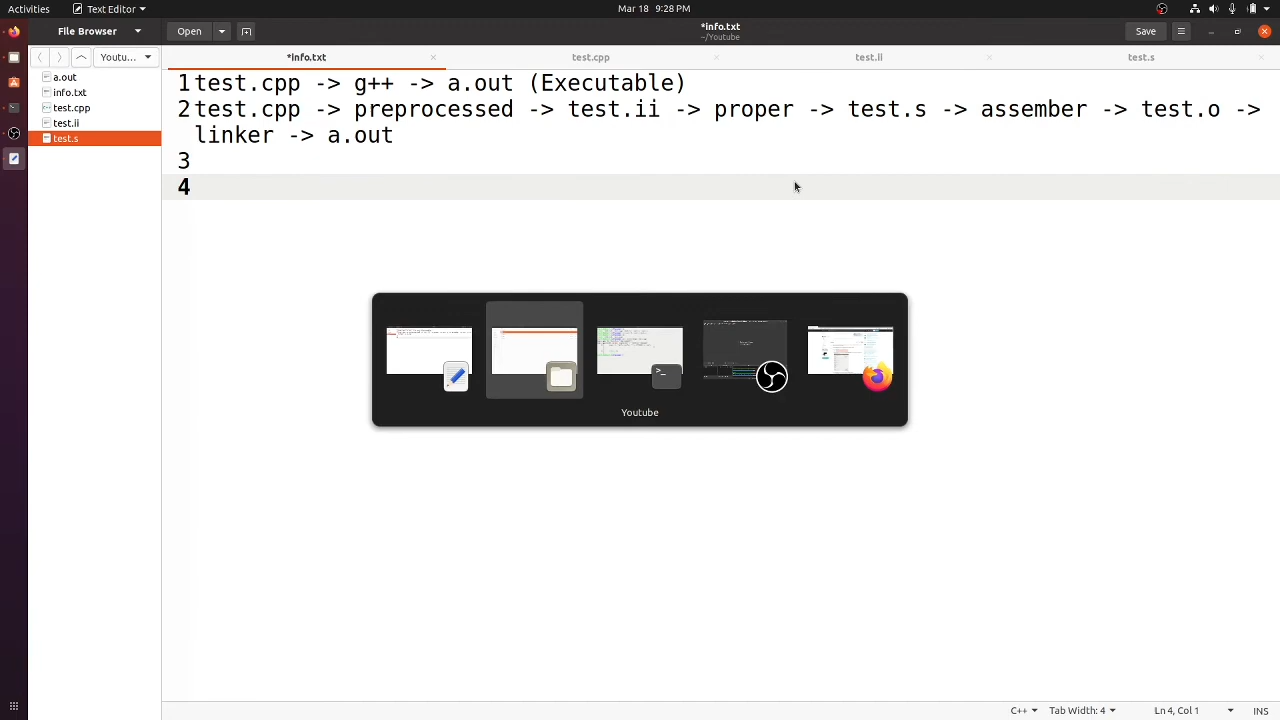 Activities
Text Editor
Mar 18 9:28 PM
File Browser
Open
*info.txt
~/Youtube
Save
Youtu...
*info.txt
test.cpp
test.ii
test.s
a.out
info.txt
test.cpp
test.ii
test.s
1 test.cpp -> g++ -> a.out (Executable)
2 test.cpp -> preprocessed -> test.ii -> proper -> test.s -> assember -> test.o ->
linker -> a.out
3
4
Youtube
C++
Tab Width: 4
Ln 4, Col 1
INS